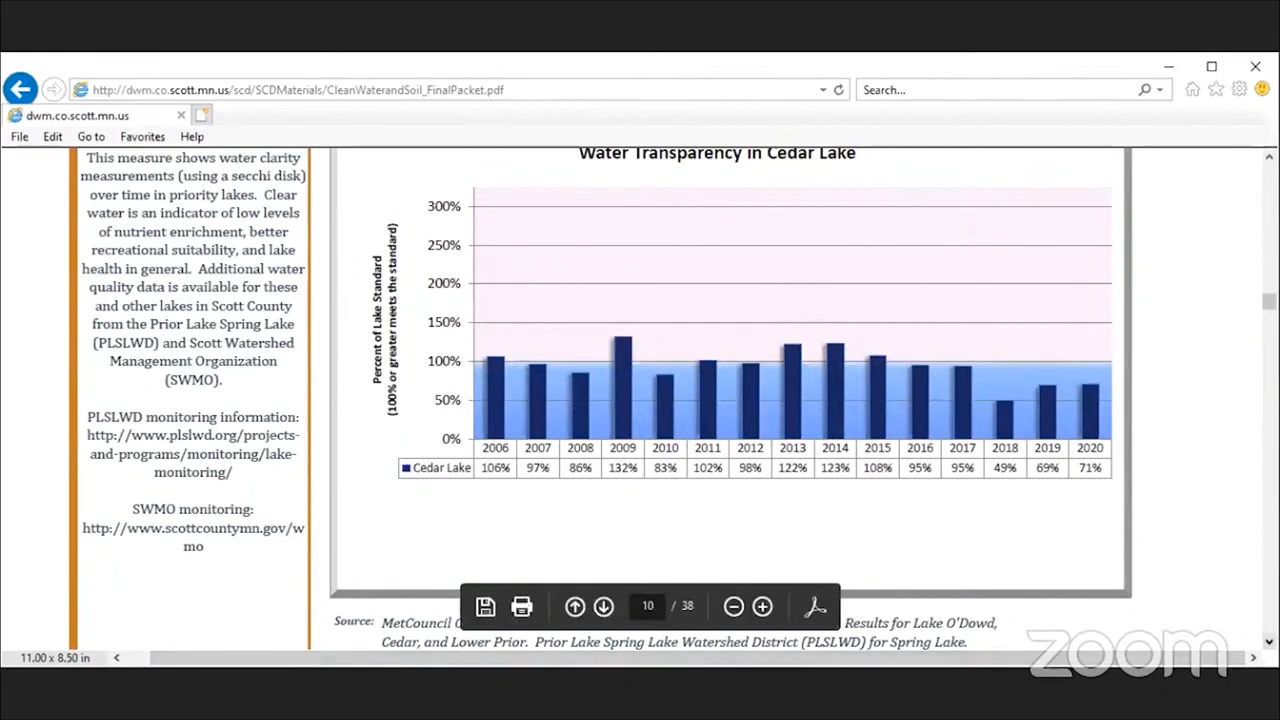 http://dwm.co.scott.mn.us/scd/SCDMaterials/CleanWaterandSoil_FinalPacket.pdf
Search...
dwm.co.scott.mn.us
File Edit Go to Favorites Help
This measure shows water clarity
measurements (using a secchi disk)
over time in priority lakes. Clear
water is an indicator of low levels
of nutrient enrichment, better
recreational suitability, and lake
health in general. Additional water
quality data is available for these
and other lakes in Scott County
from the Prior Lake Spring Lake
(PLSLWD) and Scott Watershed
Management Organization
(SWMO).
PLSLWD monitoring information:
http://www.plslwd.org/projects-
and-programs/monitoring/lake-
monitoring/
SWMO monitoring:
http://www.scottcountymn.gov/w
mo
Water Transparency in Cedar Lake
Percent of Lake Standard
(100% or greater meets the standard)
300%
250%
200%
150%
100%
50%
0%
2006 2007 2008 2009 2010 2011 2012 2013 2014 2015 2016 2017 2018 2019 2020
Cedar Lake 106% 97% 86% 132% 83% 102% 98% 122% 123% 108% 95% 95% 49% 69% 71%
10 / 38
Source: MetCouncil Results for Lake O'Dowd,
Cedar, and Lower Prior. Prior Lake Spring Lake Watershed District (PLSLWD) for Spring Lake.
11.00 x 8.50 in
zoom